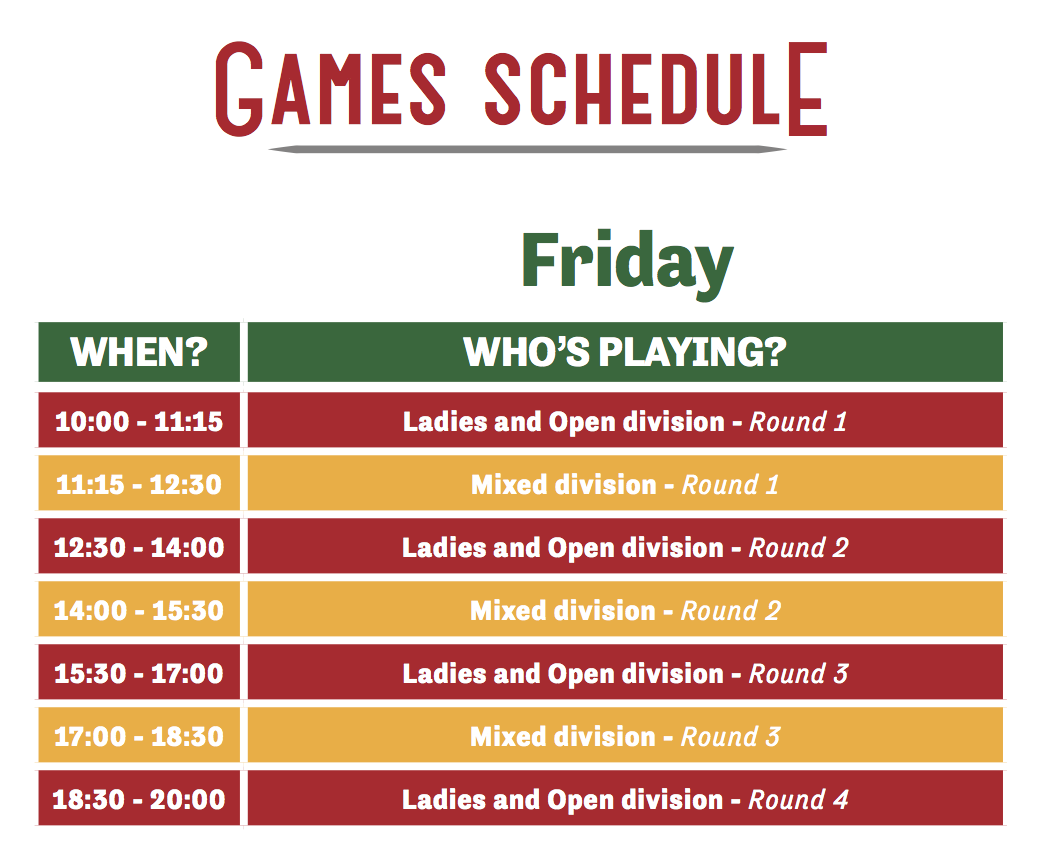 GAMES SCHEDULE
Friday
WHEN? WHO'S PLAYING?
10:00 - 11:15 Ladies and Open division - Round 1
11:15 - 12:30 Mixed division - Round 1
12:30 - 14:00 Ladies and Open division - Round 2
14:00 - 15:30 Mixed division - Round 2
15:30 - 17:00 Ladies and Open division - Round 3
17:00 - 18:30 Mixed division - Round 3
18:30 - 20:00 Ladies and Open division - Round 4